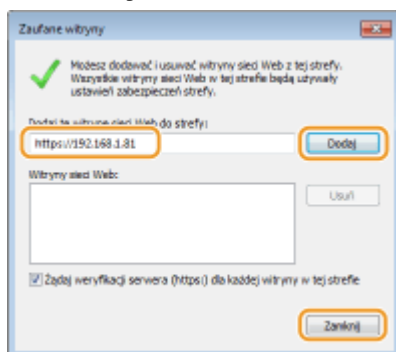 Zaufane witryny
Możesz dodawać i usuwać witryny sieci Web z tej strefy.
Wszystkie witryny sieci Web w tej strefie będą używały
ustawień zabezpieczeń strefy.
Dodaj tę witrynę sieci Web do strefy:
https://192.168.1.81
Dodaj
Witryny sieci Web:
Usuń
Żądaj weryfikacji serwera (https:) dla każdej witryny w tej strefie
Zamknij